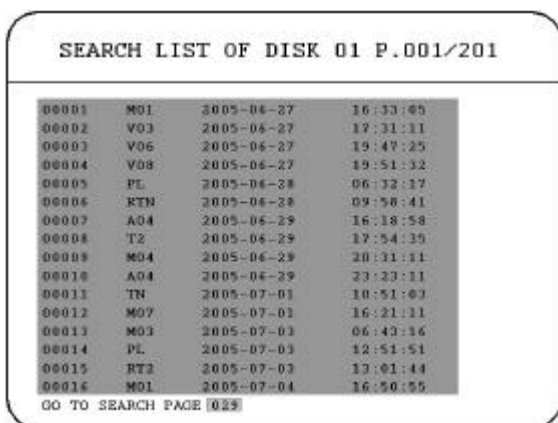 SEARCH LIST OF DISK 01 P.001/201
00001 M01 2005-06-27 16:33:05
00002 V03 2005-06-27 17:31:11
00003 V06 2005-06-27 19:47:25
00004 V08 2005-06-27 19:51:32
00005 PL 2005-06-28 06:32:17
00006 RTN 2005-06-28 09:58:41
00007 A04 2005-06-29 16:18:58
00008 T2 2005-06-29 17:54:35
00009 M04 2005-06-29 20:31:11
00010 A04 2005-06-29 23:23:11
00011 TN 2005-07-01 10:51:03
00012 M07 2005-07-01 16:21:11
00013 M03 2005-07-03 06:43:16
00014 PL 2005-07-03 12:51:51
00015 RT2 2005-07-03 13:01:44
00016 M01 2005-07-04 16:50:55
GO TO SEARCH PAGE 029